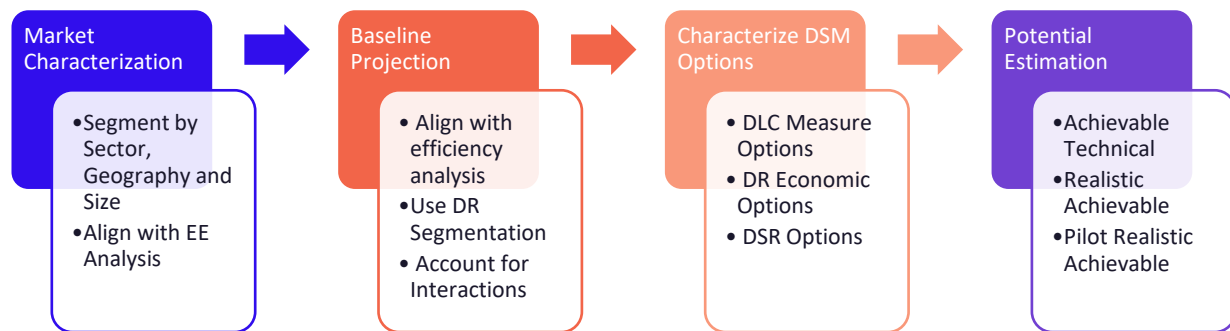 Market
Characterization
•Segment by
Sector,
Geography and
Size
•Align with EE
Analysis
Baseline
Projection
• Align with
efficiency
analysis
•Use DR
Segmentation
• Account for
Interactions
Characterize DSM
Options
• DLC Measure
Options
• DR Economic
Options
• DSR Options
Potential
Estimation
•Achievable
Technical
•Realistic
Achievable
•Pilot Realistic
Achievable